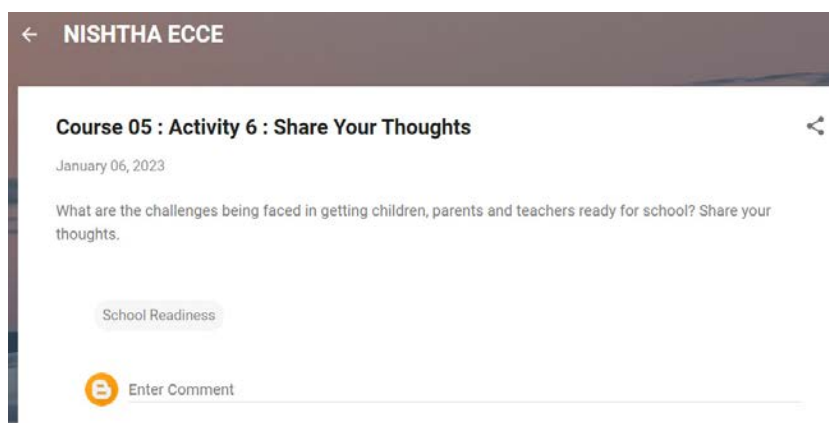 NISHTHA ECCE
Course 05 : Activity 6 : Share Your Thoughts
January 06, 2023
What are the challenges being faced in getting children, parents and teachers ready for school? Share your
thoughts.
School Readiness
Enter Comment